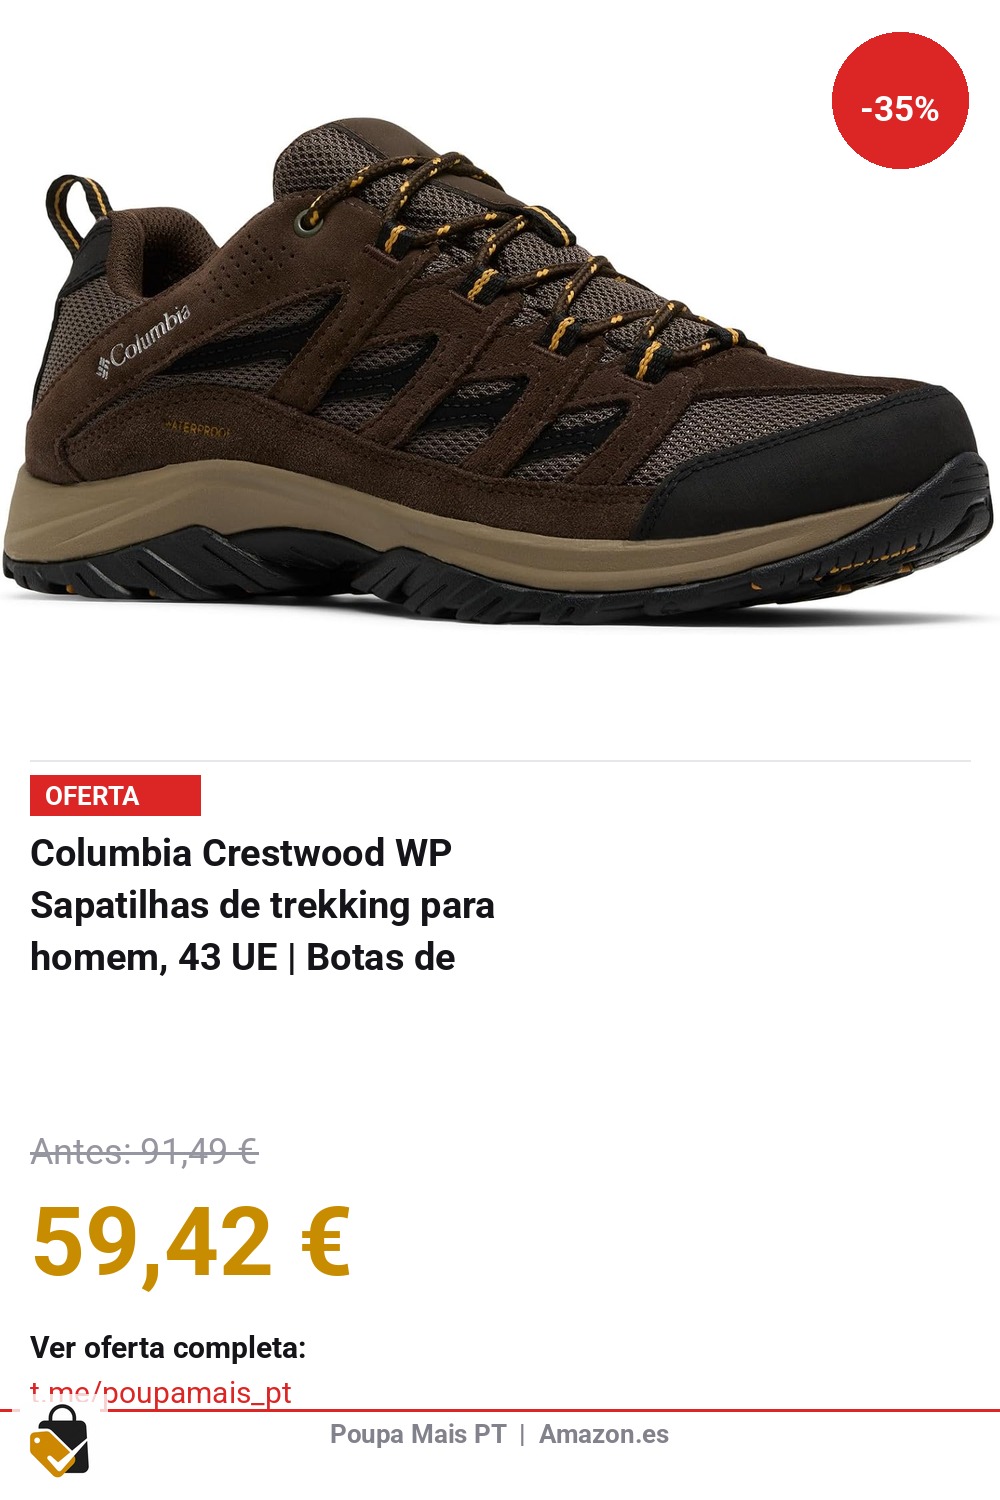 -35%
Columbia
WATERPROOF
OFERTA
Columbia Crestwood WP
Sapatilhas de trekking para
homem, 43 UE | Botas de
Antes: 91,49 €
59,42 €
Ver oferta completa:
t.me/poupamais_pt
Poupa Mais PT | Amazon.es